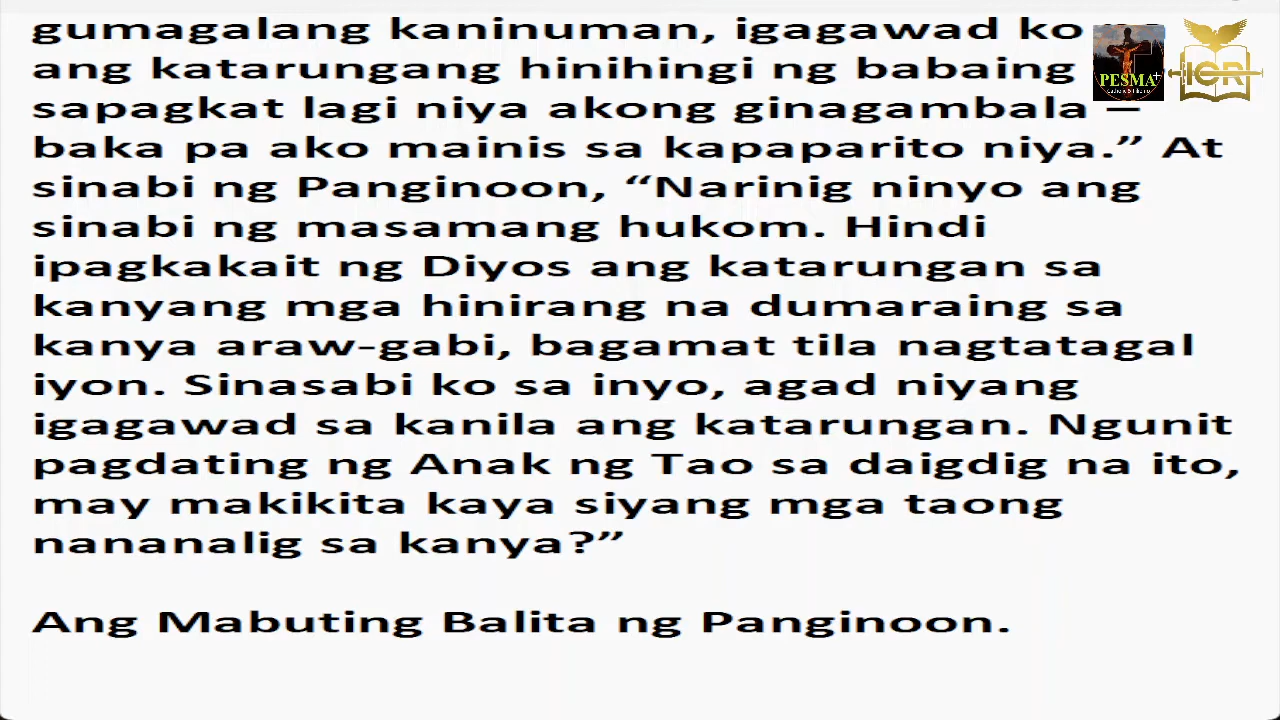 gumagalang kaninuman, igagawad ko
ang katarungang hinihingi ng babaing
sapagkat lagi niya akong ginagambala –
baka pa ako mainis sa kapaparito niya.” At
sinabi ng Panginoon, “Narinig ninyo ang
sinabi ng masamang hukom. Hindi
ipagkakait ng Diyos ang katarungan sa
kanyang mga hinirang na dumaraing sa
kanya araw-gabi, bagamat tila nagtatagal
iyon. Sinasabi ko sa inyo, agad niyang
igagawad sa kanila ang katarungan. Ngunit
pagdating ng Anak ng Tao sa daigdig na ito,
may makikita kaya siyang mga taong
nananalig sa kanya?”
Ang Mabuting Balita ng Panginoon.
PESMA
ICR